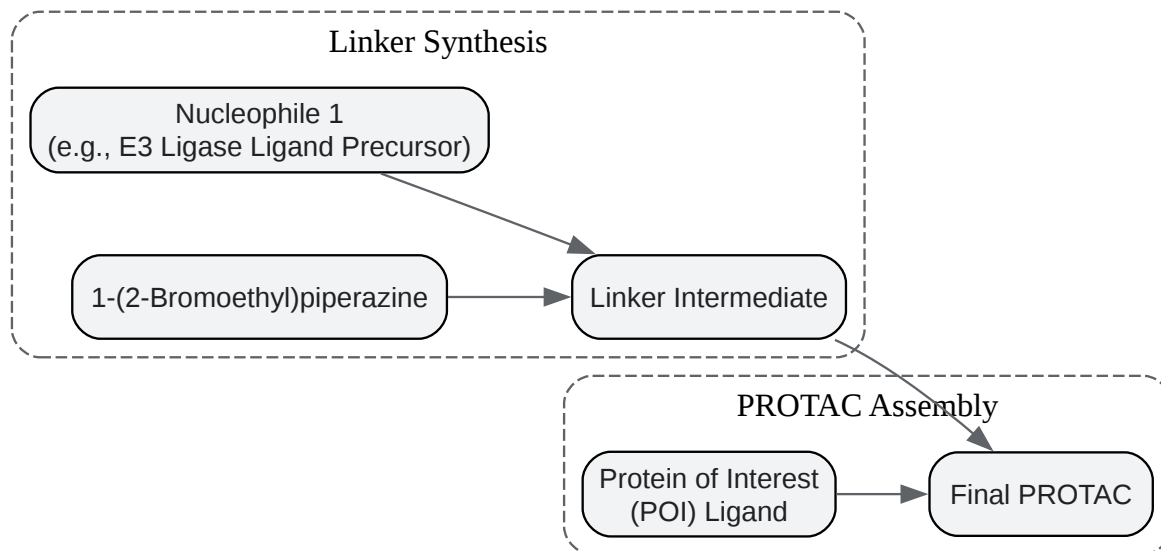 Linker Synthesis
Nucleophile 1
(e.g., E3 Ligase Ligand Precursor)
1-(2-Bromoethyl)piperazine
Linker Intermediate
PROTAC Assembly
Protein of Interest
(POI) Ligand
Final PROTAC